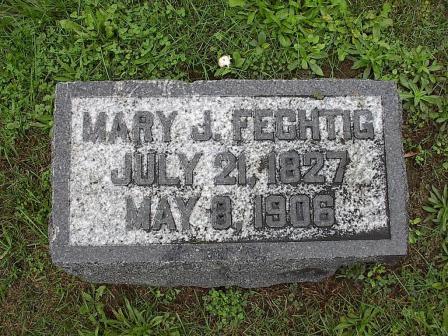 MARY J. FECHTIG
JULY 21, 1827
MAY 8, 1906